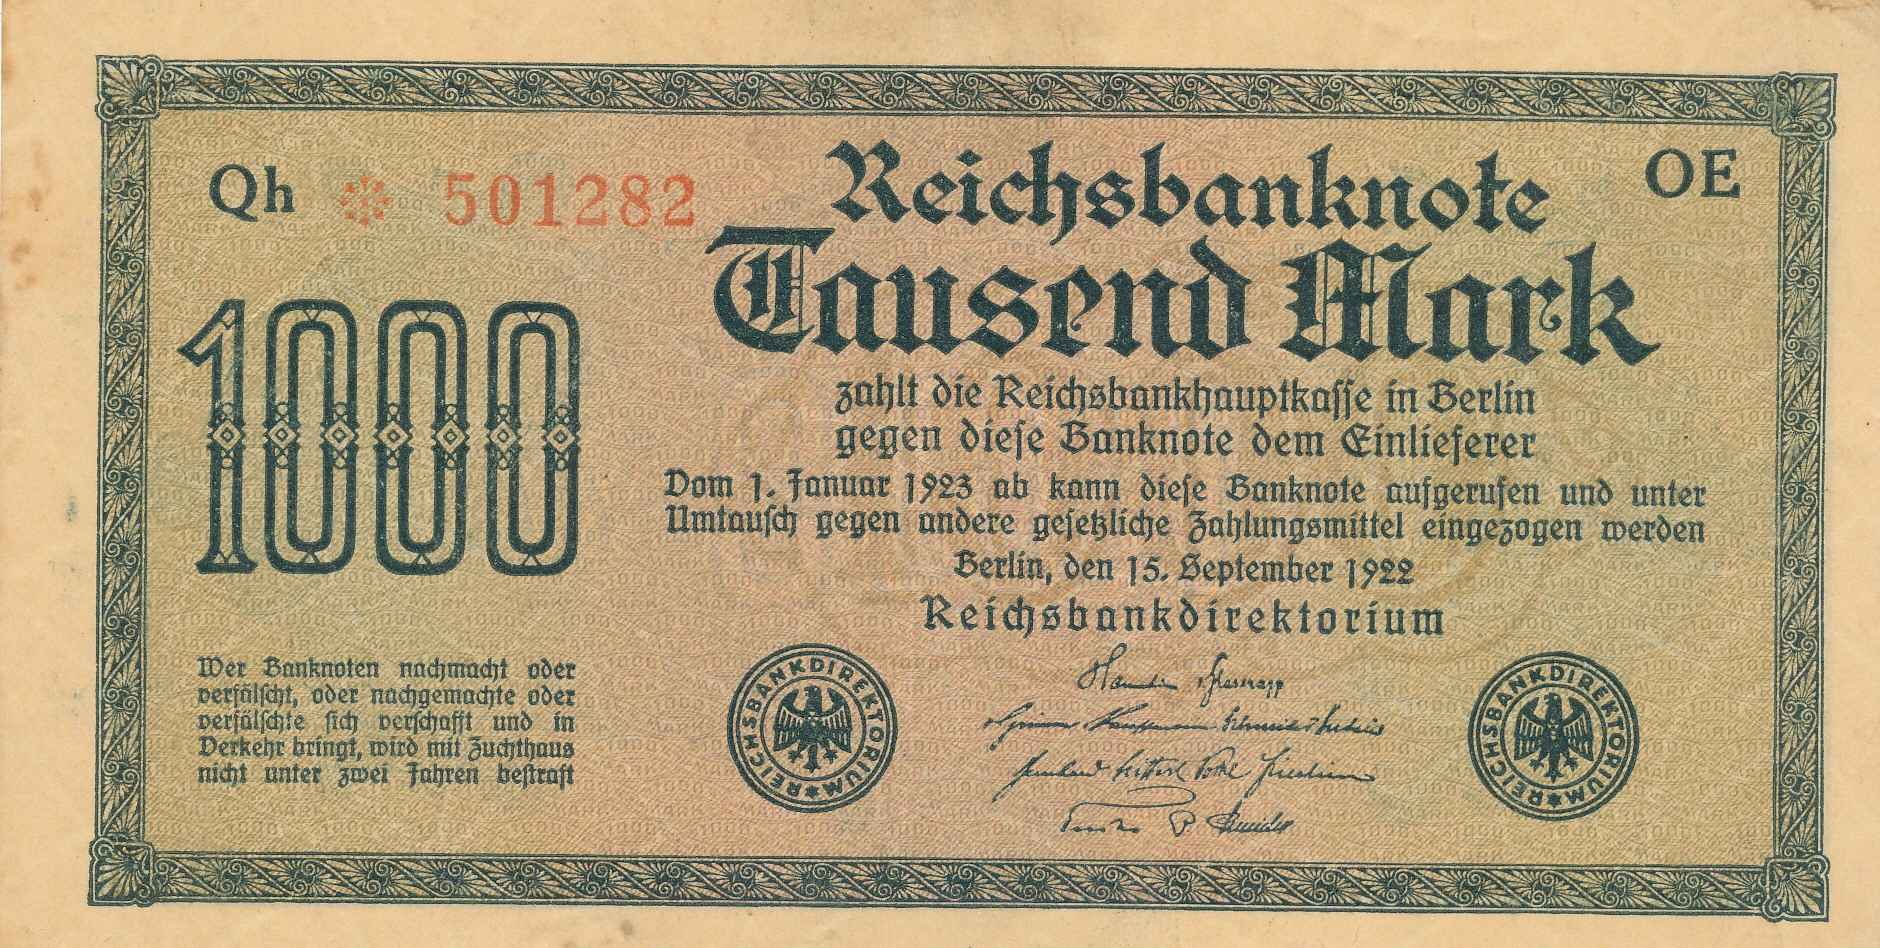 Qh * 501282
OE
Reichsbanknote
Tausend Mark
1000
zahlt die Reichsbankhauptkasse in Berlin
gegen diese Banknote dem Einlieferer
Vom 1. Januar 1923 ab kann diese Banknote aufgerufen und unter
Umtausch gegen andere gesetzliche Zahlungsmittel eingezogen werden
Berlin, den 15. September 1922
Reichsbankdirektorium
Wer Banknoten nachmacht oder
verfälscht, oder nachgemachte oder
verfälschte sich verschafft und in
Verkehr bringt, wird mit Zuchthaus
nicht unter zwei Jahren bestraft
REICHSBANKDIREKTORIUM
REICHSBANKDIREKTORIUM